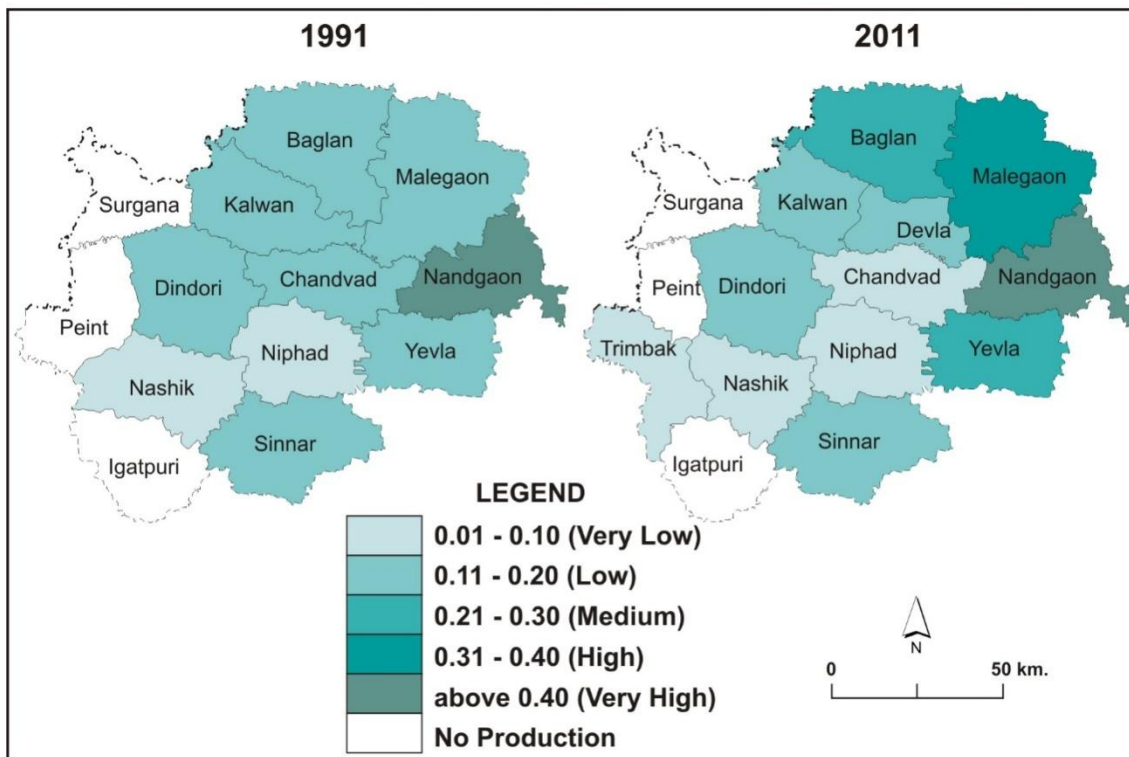 1991
Baglan
Malegaon
Surgana
Kalwan
Nandgaon
Chandvad
Dindori
Peint
Niphad
Yevla
Nashik
Sinnar
Igatpuri
2011
Baglan
Malegaon
Surgana
Kalwan
Devla
Chandvad
Nandgaon
Peint
Dindori
Trimbak
Niphad
Yevla
Nashik
Sinnar
Igatpuri
LEGEND
0.01 - 0.10 (Very Low)
0.11 - 0.20 (Low)
0.21 - 0.30 (Medium)
0.31 - 0.40 (High)
above 0.40 (Very High)
No Production
N
0 50 km.